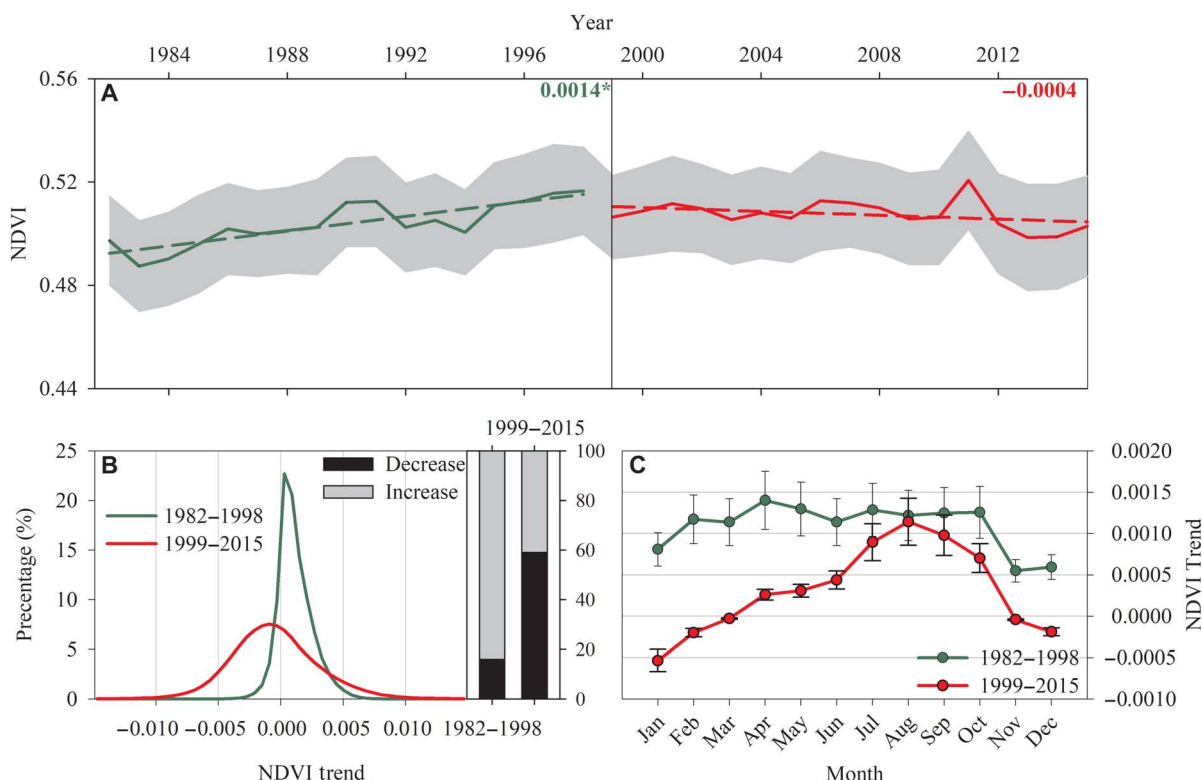 Year
1984 1988 1992 1996 2000 2004 2008 2012
0.56
A 0.0014* −0.0004
0.52
NDVI
0.48
0.44
1999−2015
25 100 0.0020
B Decrease C
Increase
20 80 0.0015
1982−1998
1999−2015
15 60 0.0010
Precentage (%)
10 40 0.0005
NDVI Trend
0.0000
5 20 −0.0005
1982−1998
1999−2015
0 0 −0.0010
−0.010 −0.005 0.000 0.005 0.010 1982−1998
Jan Feb Mar Apr May Jun Jul Aug Sep Oct Nov Dec
NDVI trend Month